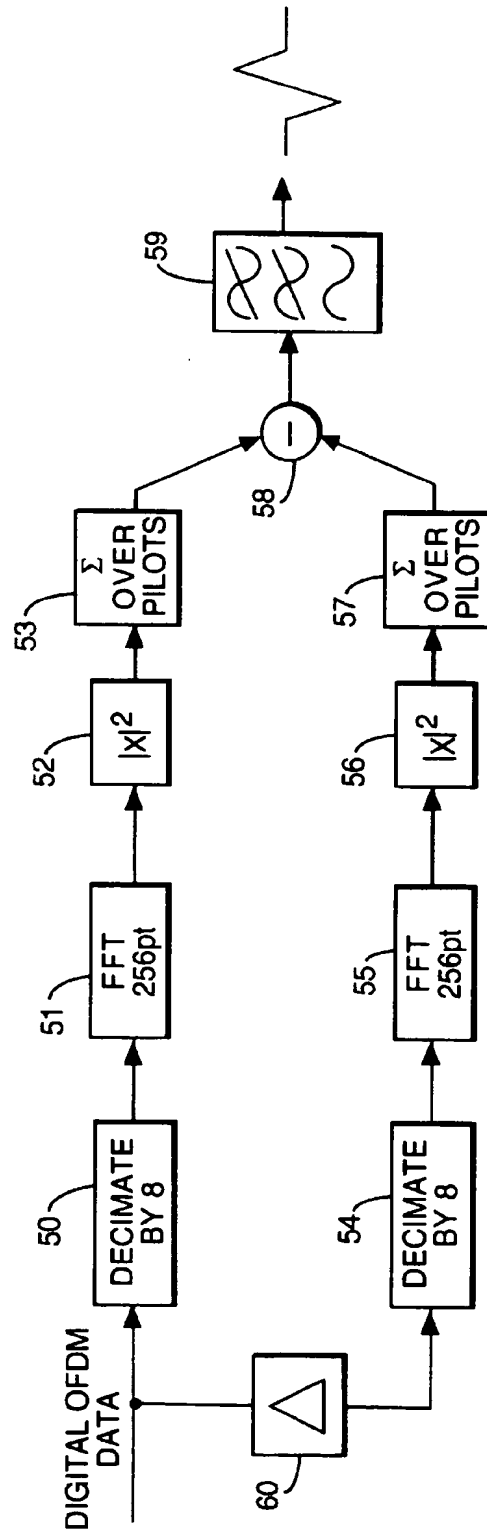 DIGITAL OFDM
DATA
50
DECIMATE
BY 8
51
FFT
256pt
52
|X|²
53
Σ
OVER
PILOTS
58
−
59
60
△
54
DECIMATE
BY 8
55
FFT
256pt
56
|X|²
57
Σ
OVER
PILOTS